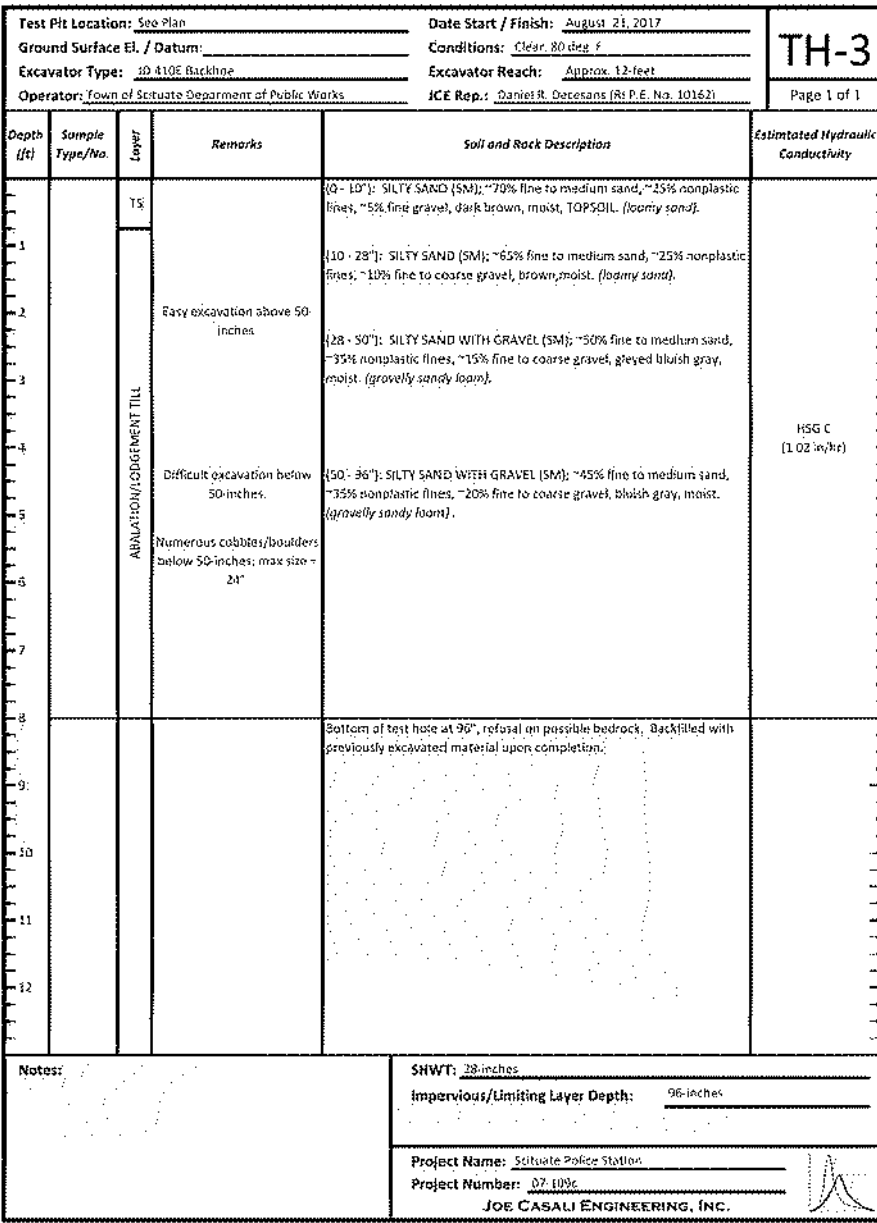 Test Pit Location: See Plan
Date Start / Finish: August 21, 2017
TH-3
Ground Surface El. / Datum:
Conditions: Clear, 80 deg F
Excavator Type: JD 410E Backhoe
Excavator Reach: Approx. 12-feet
Operator: Town of Scituate Deparment of Public Works
JCE Rep.: Daniel R. (RI P.E. No. 10162)
Page 1 of 1
Depth (ft)
Sample Type/No.
Layer
Remarks
Soil and Rock Description
Estimtated Hydraulic Conductivity
TS
(0 - 10"): SILTY SAND (SM); ~70% fine to medium sand, ~25% nonplastic
fines, ~5% fine gravel, dark brown, moist, TOPSOIL. (loamy sand).
1
(10 - 28"): SILTY SAND (SM); ~65% fine to medium sand, ~25% nonplastic
fines, ~10% fine to coarse gravel, brown, moist. (loamy sand).
2
Easy excavation above 50-
inches
(28 - 50"): SILTY SAND WITH GRAVEL (SM); ~50% fine to medium sand,
~35% nonplastic fines, ~15% fine to coarse gravel, gleyed bluish gray,
moist. (gravelly sandy loam).
3
ABALATION/LODGEMENT TILL
HSG C
(1.02 in/hr)
4
Difficult excavation below
50-inches.
(50 - 96"): SILTY SAND WITH GRAVEL (SM); ~45% fine to medium sand,
~35% nonplastic fines, ~20% fine to coarse gravel, bluish gray, moist.
(gravelly sandy loam).
5
Numerous cobbles/boulders
below 50-inches; max size =
24"
6
7
8
Bottom of test hole at 96", refusal on possible bedrock. Backfilled with
previously excavated material upon completion.
9
10
11
12
Notes:
SHWT: 28-inches
Impervious/Limiting Layer Depth: 96-inches
Project Name: Scituate Police Station
Project Number: 07-109c
JOE CASALI ENGINEERING, INC.